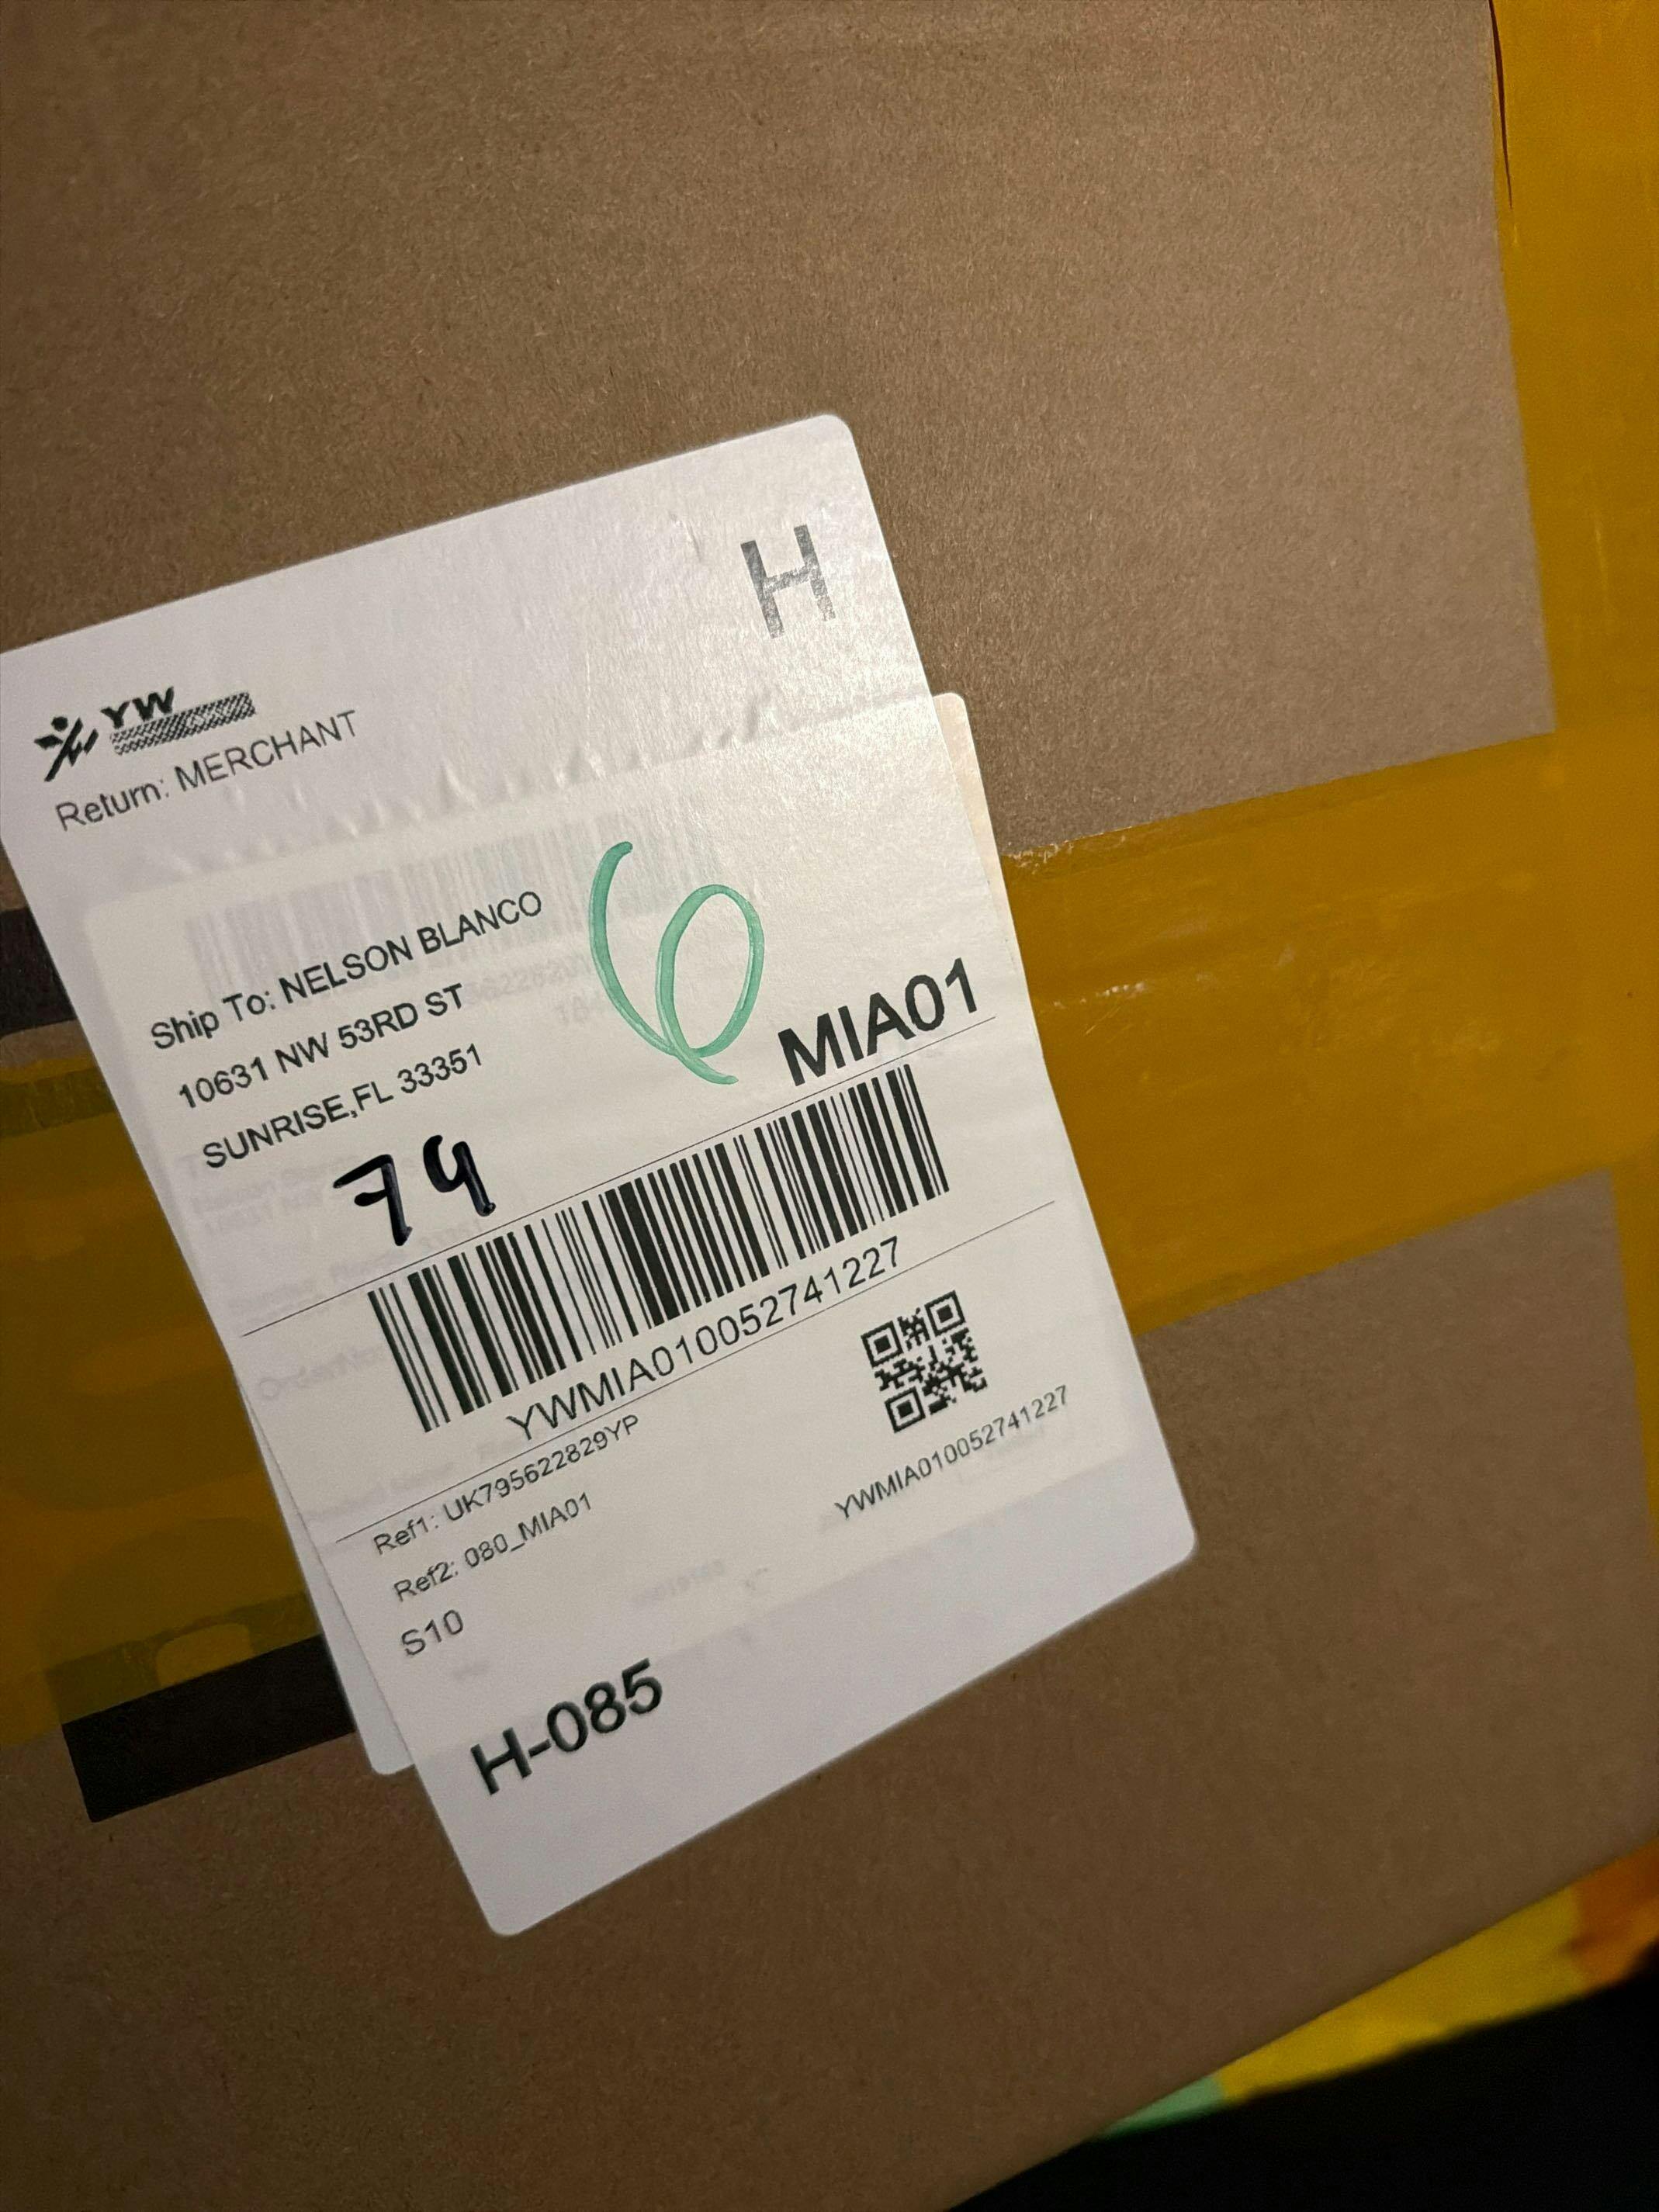 H
YW
Return: MERCHANT
Ship To: NELSON BLANCO
10631 NW 53RD ST
SUNRISE,FL 33351
6
MIA01
79
YWMIA010052741227
Ref1: UK795622829YP
Ref2: 080_MIA01
YWMIA010052741227
S10
H-085